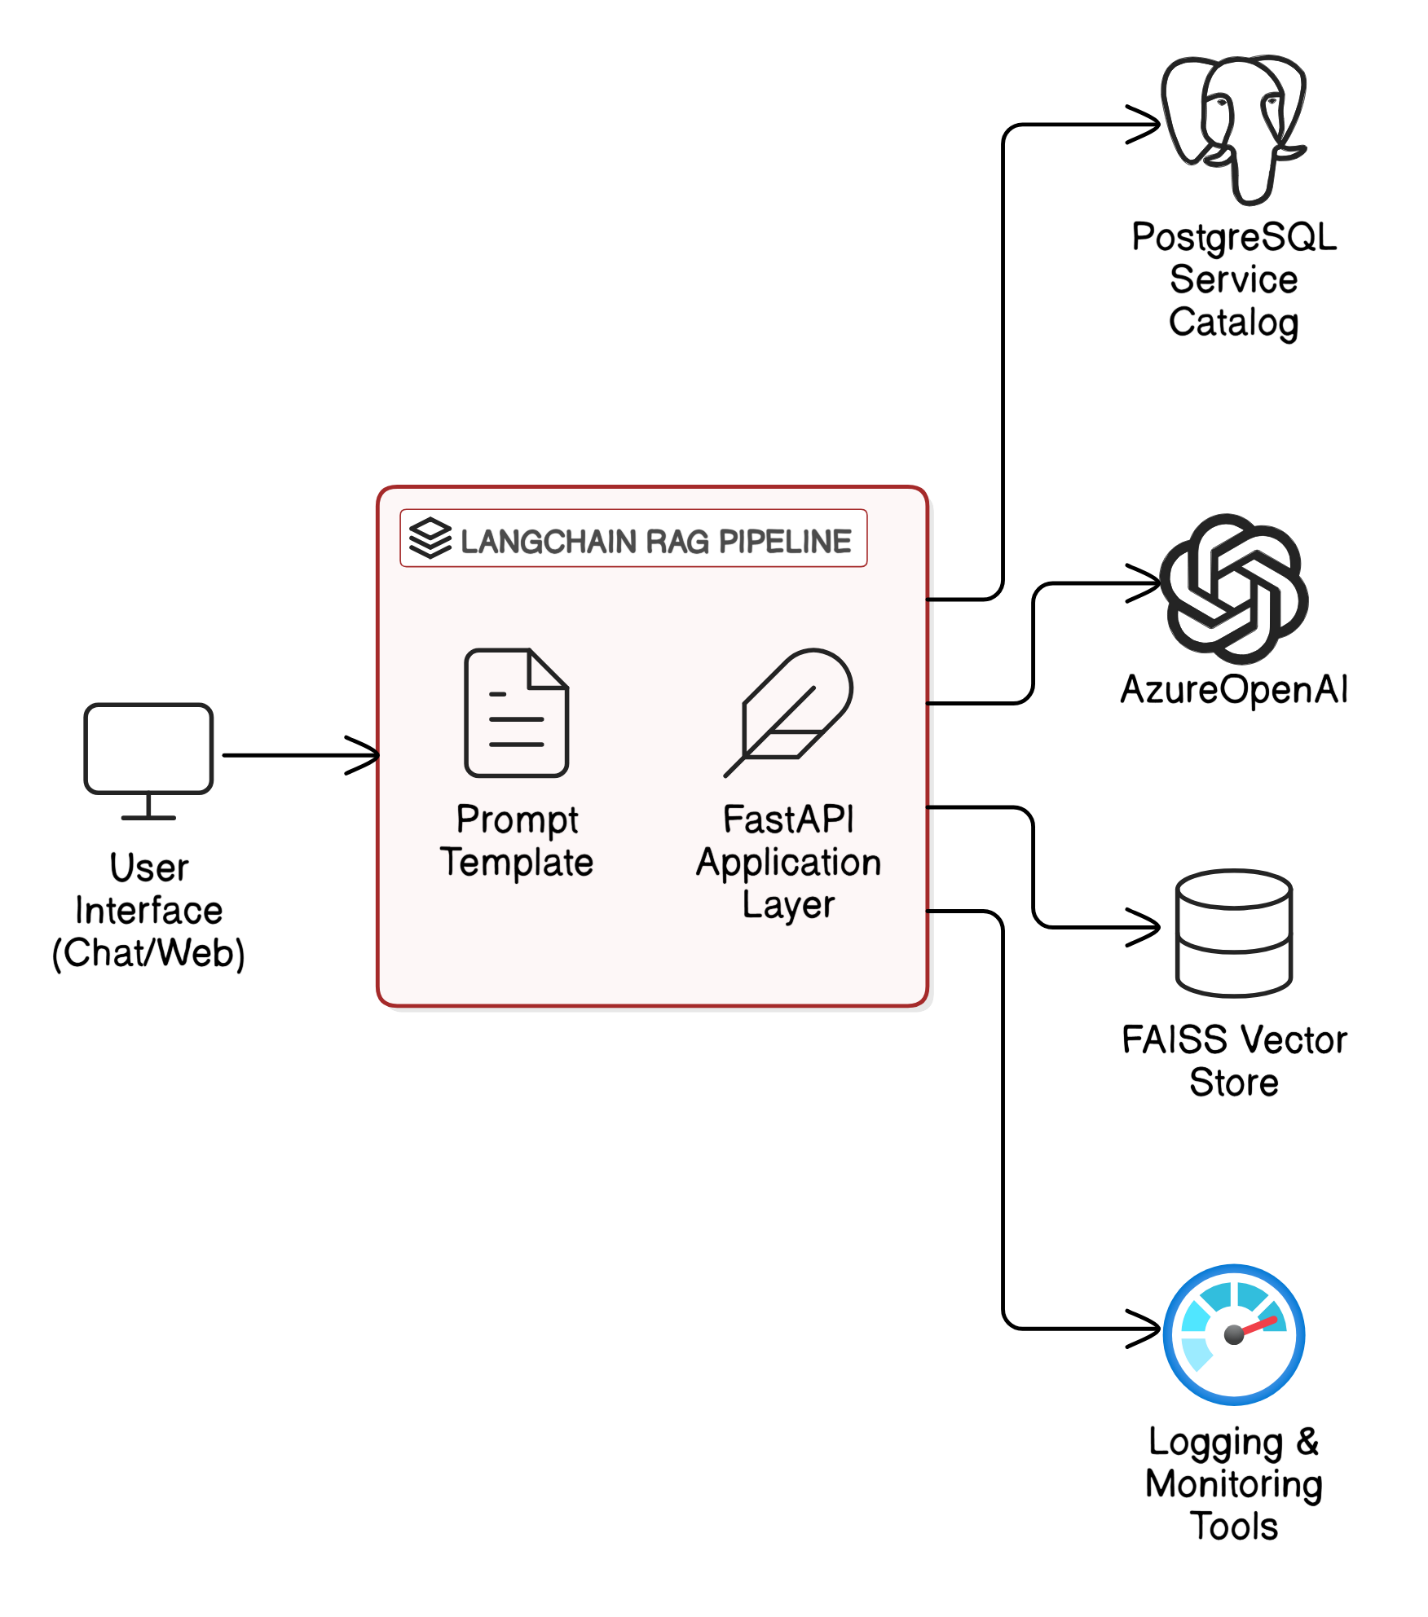 PostgreSQL
Service
Catalog
LANGCHAIN RAG PIPELINE
AzureOpenAI
Prompt
Template
FastAPI
Application
Layer
User
Interface
(Chat/Web)
FAISS Vector
Store
Logging &
Monitoring
Tools